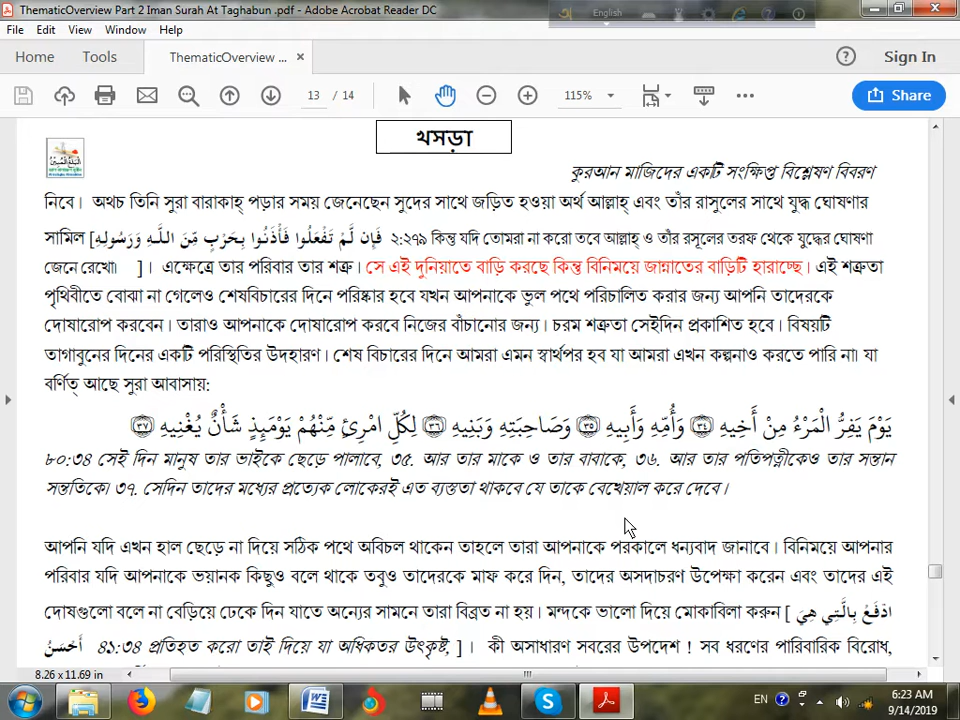 ThematicOverview Part 2 Iman Surah At Taghabun .pdf - Adobe Acrobat Reader DC
English
File Edit View Window Help
Home Tools ThematicOverview ... × Sign In
13 / 14 115% Share
খসড়া
কুরআন মাজিদের একটি সংক্ষিপ্ত বিশ্লেষণ বিবরণ
নিবে। অথচ তিনি সুরা বারাকাহ্ পড়ার সময় জেনেছেন সুদের সাথে জড়িত হওয়া অর্থ আল্লাহ্ এবং তাঁর রাসুলের সাথে যুদ্ধ ঘোষণার
সামিল [فَإِن لَّمْ تَفْعَلُوا فَأْذَنُوا بِحَرْبٍ مِّنَ اللَّهِ وَرَسُولِهِ ২:২৭৯ কিন্তু যদি তোমরা না করো তবে আল্লাহ্ ও তাঁর রসূলের তরফ থেকে যুদ্ধের ঘোষণা
জেনে রেখো। ]। এক্ষেত্রে তার পরিবার তার শত্রু। সে এই দুনিয়াতে বাড়ি করছে কিন্তু বিনিময়ে জান্নাতের বাড়িটি হারাচ্ছে। এই শত্রুতা
পৃথিবীতে বোঝা না গেলেও শেষবিচারের দিনে পরিষ্কার হবে যখন আপনাকে ভুল পথে পরিচালিত করার জন্য আপনি তাদেরকে
দোষারোপ করবেন। তারাও আপনাকে দোষারোপ করবে নিজের বাঁচানোর জন্য। চরম শত্রুতা সেইদিন প্রকাশিত হবে। বিষয়টি
তাগাবুনের দিনের একটি পরিস্থিতির উদহারণ। শেষ বিচারের দিনে আমরা এমন স্বার্থপর হব যা আমরা এখন কল্পনাও করতে পারি না। যা
বর্ণিত্ আছে সুরা আবাসায়:
يَوْمَ يَفِرُّ الْمَرْءُ مِنْ أَخِيهِ ﴿٣٤﴾ وَأُمِّهِ وَأَبِيهِ ﴿٣٥﴾ وَصَاحِبَتِهِ وَبَنِيهِ ﴿٣٦﴾ لِكُلِّ امْرِئٍ مِّنْهُمْ يَوْمَئِذٍ شَأْنٌ يُغْنِيهِ ﴿٣٧﴾
৮০:৩৪ সেই দিন মানুষ তার ভাইকে ছেড়ে পালাবে, ৩৫. আর তার মাকে ও তার বাবাকে, ৩৬. আর তার পতিপত্নীকেও তার সন্তান
সন্ততিকে। ৩৭. সেদিন তাদের মধ্যের প্রত্যেক লোকেরই এত ব্যস্ততা থাকবে যে তাকে বেখেয়াল করে দেবে।
আপনি যদি এখন হাল ছেড়ে না দিয়ে সঠিক পথে অবিচল থাকেন তাহলে তারা আপনাকে পরকালে ধন্যবাদ জানাবে। বিনিময়ে আপনার
পরিবার যদি আপনাকে ভয়ানক কিছুও বলে থাকে তবুও তাদেরকে মাফ করে দিন, তাদের অসদাচরণ উপেক্ষা করেন এবং তাদের এই
দোষগুলো বলে না বেড়িয়ে ঢেকে দিন যাতে অন্যের সামনে তারা বিব্রত না হয়। মন্দকে ভালো দিয়ে মোকাবিলা করুন [ ادْفَعْ بِالَّتِي هِيَ
أَحْسَنُ ৪১:৩৪ প্রতিহত করো তাই দিয়ে যা অধিকতর উৎকৃষ্ট, ]। কী অসাধারণ সবরের উপদেশ ! সব ধরণের পারিবারিক বিরোধ,
8.26 x 11.69 in
EN 6:23 AM
9/14/2019